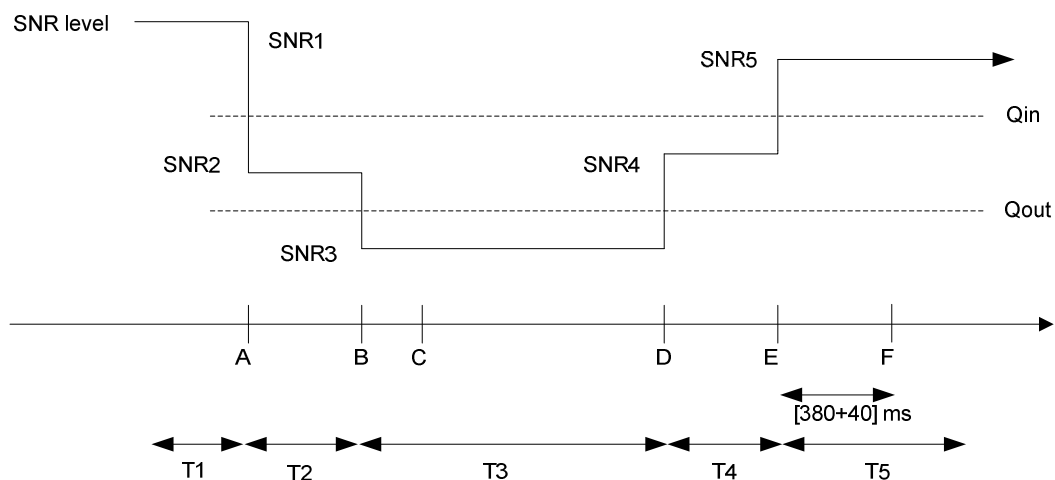 SNR level
SNR1
SNR5
Qin
SNR2
SNR4
Qout
SNR3
A
B
C
D
E
F
[380+40] ms
T1
T2
T3
T4
T5